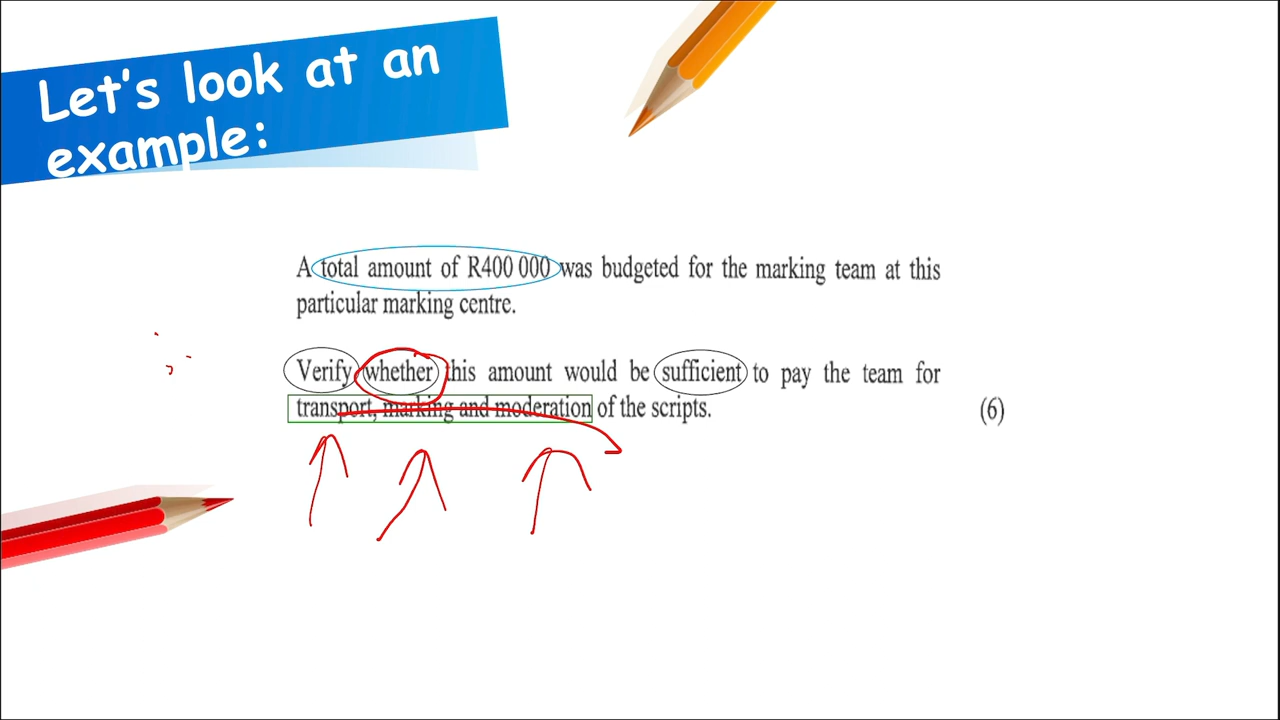 Let's look at an
example:
A total amount of R400 000 was budgeted for the marking team at this
particular marking centre.
Verify whether this amount would be sufficient to pay the team for
transport, marking and moderation of the scripts.
(6)